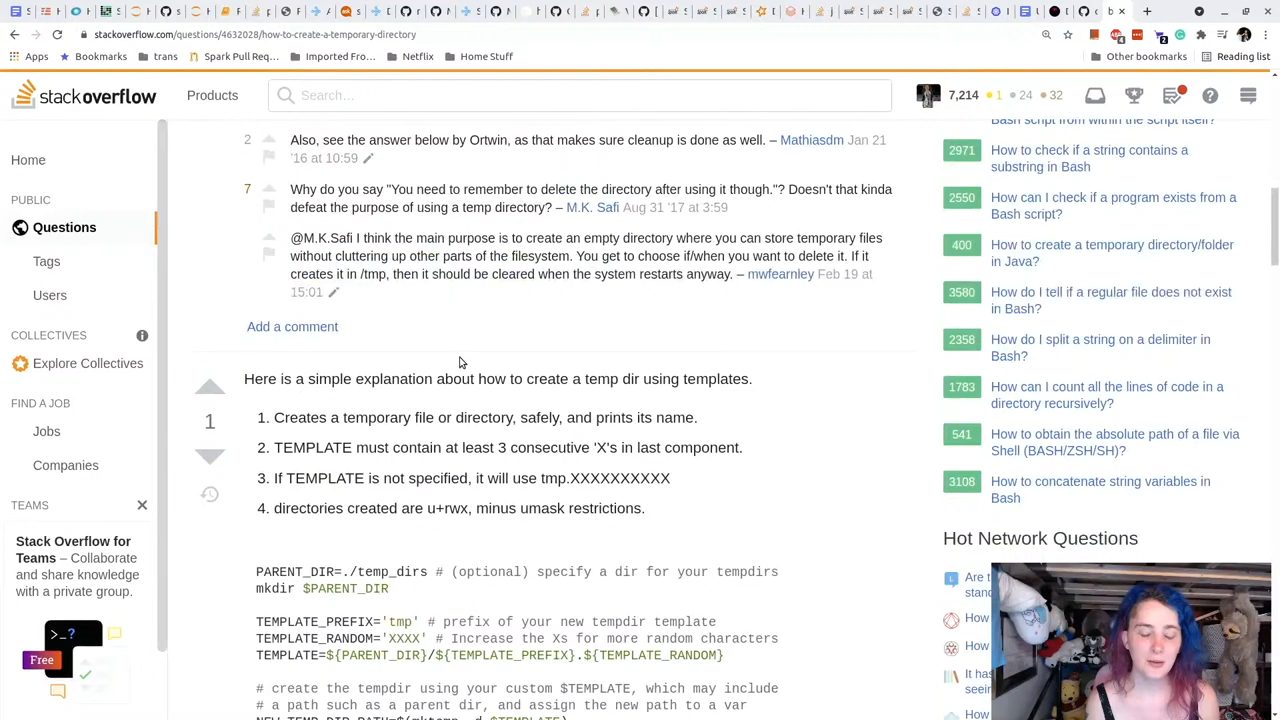 S
H
C
S
C
C
p
R
A
s
D
M
S
M
h
C
p
V
[
S
S
j
S
S
S
D
H
S
U
D
b
stackoverflow.com/questions/4632028/how-to-create-a-temporary-directory
4
2
Apps
Bookmarks
trans
Spark Pull Req...
Imported Fro...
Netflix
Home Stuff
Other bookmarks
Reading list
stackoverflow
Products
Search...
7,214 1 24 32
Home
PUBLIC
Questions
Tags
Users
COLLECTIVES
Explore Collectives
FIND A JOB
Jobs
Companies
TEAMS
Stack Overflow for
Teams – Collaborate
and share knowledge
with a private group.
>_?
Free
2
Also, see the answer below by Ortwin, as that makes sure cleanup is done as well. – Mathiasdm Jan 21
'16 at 10:59
7
Why do you say "You need to remember to delete the directory after using it though."? Doesn't that kinda
defeat the purpose of using a temp directory? – M.K. Safi Aug 31 '17 at 3:59
@M.K.Safi I think the main purpose is to create an empty directory where you can store temporary files
without cluttering up other parts of the filesystem. You get to choose if/when you want to delete it. If it
creates it in /tmp, then it should be cleared when the system restarts anyway. – mwfearnley Feb 19 at
15:01
Add a comment
1
Here is a simple explanation about how to create a temp dir using templates.
1. Creates a temporary file or directory, safely, and prints its name.
2. TEMPLATE must contain at least 3 consecutive 'X's in last component.
3. If TEMPLATE is not specified, it will use tmp.XXXXXXXXXX
4. directories created are u+rwx, minus umask restrictions.
PARENT_DIR=./temp_dirs # (optional) specify a dir for your tempdirs
mkdir $PARENT_DIR
TEMPLATE_PREFIX='tmp' # prefix of your new tempdir template
TEMPLATE_RANDOM='XXXX' # Increase the Xs for more random characters
TEMPLATE=${PARENT_DIR}/${TEMPLATE_PREFIX}.${TEMPLATE_RANDOM}
# create the tempdir using your custom $TEMPLATE, which may include
# a path such as a parent dir, and assign the new path to a var
NEW_TEMP_DIR_PATH=$(mktemp -d $TEMPLATE)
Bash script from within the script itself?
2971
How to check if a string contains a
substring in Bash
2550
How can I check if a program exists from a
Bash script?
400
How to create a temporary directory/folder
in Java?
3580
How do I tell if a regular file does not exist
in Bash?
2358
How do I split a string on a delimiter in
Bash?
1783
How can I count all the lines of code in a
directory recursively?
541
How to obtain the absolute path of a file via
Shell (BASH/ZSH/SH)?
3108
How to concatenate string variables in
Bash
Hot Network Questions
Are t
stand
How
How
It has
seein
How